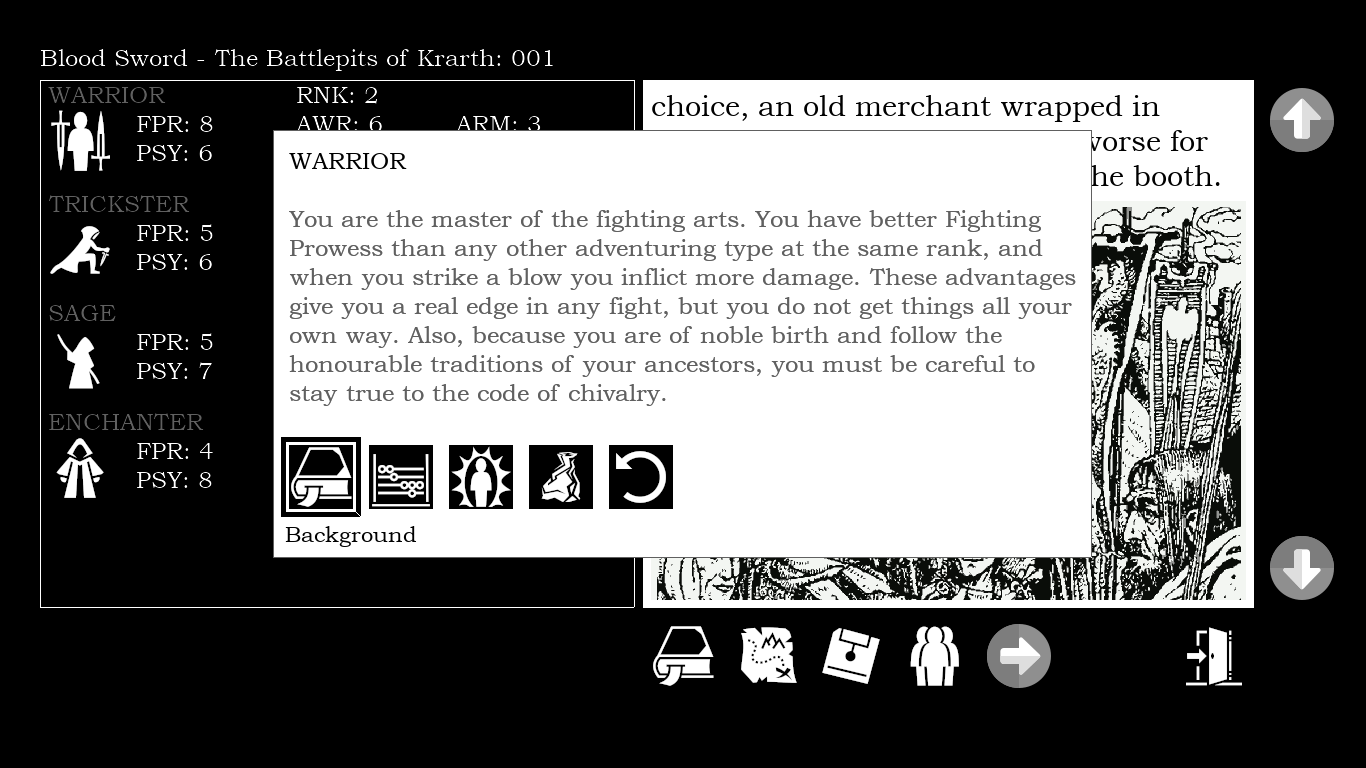 Blood Sword - The Battlepits of Krarth: 001
WARRIOR
RNK: 2
FPR: 8
AWR: 6
ARM: 3
PSY: 6
TRICKSTER
FPR: 5
PSY: 6
SAGE
FPR: 5
PSY: 7
ENCHANTER
FPR: 4
PSY: 8
choice, an old merchant wrapped in
worse for
he booth.
WARRIOR
You are the master of the fighting arts. You have better Fighting
Prowess than any other adventuring type at the same rank, and
when you strike a blow you inflict more damage. These advantages
give you a real edge in any fight, but you do not get things all your
own way. Also, because you are of noble birth and follow the
honourable traditions of your ancestors, you must be careful to
stay true to the code of chivalry.
Background